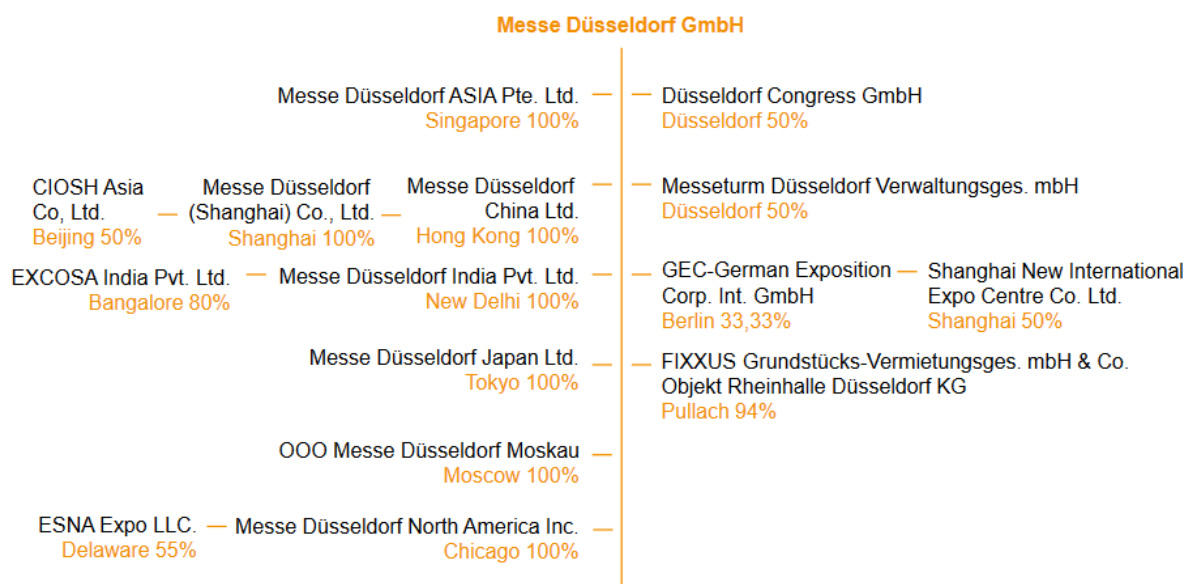 Messe Düsseldorf GmbH
Messe Düsseldorf ASIA Pte. Ltd.
Singapore 100%
Düsseldorf Congress GmbH
Düsseldorf 50%
CIOSH Asia
Co, Ltd.
Beijing 50%
Messe Düsseldorf
(Shanghai) Co., Ltd.
Shanghai 100%
Messe Düsseldorf
China Ltd.
Hong Kong 100%
Messeturm Düsseldorf Verwaltungsges. mbH
Düsseldorf 50%
EXCOSA India Pvt. Ltd.
Bangalore 80%
Messe Düsseldorf India Pvt. Ltd.
New Delhi 100%
GEC-German Exposition
Corp. Int. GmbH
Berlin 33,33%
Shanghai New International
Expo Centre Co. Ltd.
Shanghai 50%
Messe Düsseldorf Japan Ltd.
Tokyo 100%
FIXXUS Grundstücks-Vermietungsges. mbH & Co.
Objekt Rheinhalle Düsseldorf KG
Pullach 94%
OOO Messe Düsseldorf Moskau
Moscow 100%
ESNA Expo LLC.
Delaware 55%
Messe Düsseldorf North America Inc.
Chicago 100%